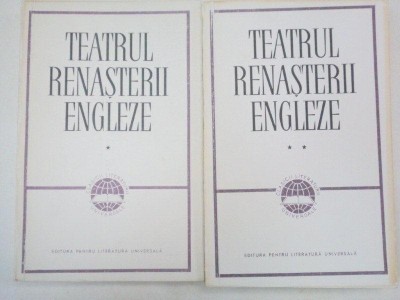 TEATRUL
RENAȘTERII
ENGLEZE
*
EDITURA PENTRU LITERATURA UNIVERSALĂ
TEATRUL
RENAȘTERII
ENGLEZE
* *
EDITURA PENTRU LITERATURA UNIVERSALĂ